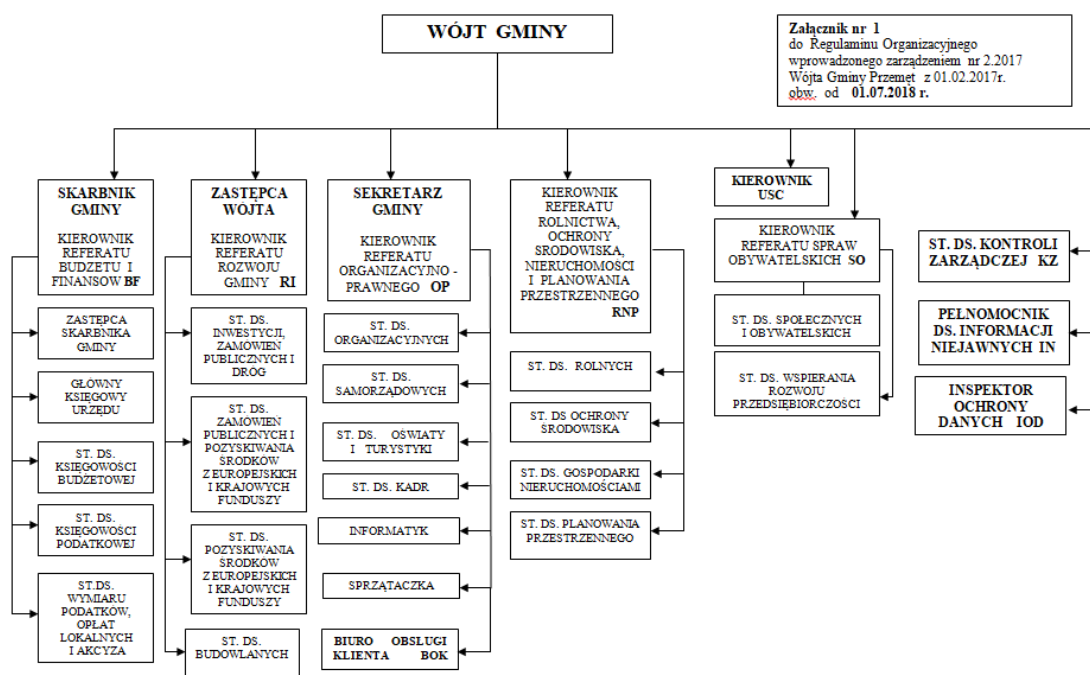 WÓJT GMINY
Załącznik nr 1
do Regulaminu Organizacyjnego
wprowadzonego zarządzeniem nr 2.2017
Wójta Gminy Przemęt z 01.02.2017r.
obw. od 01.07.2018 r.
SKARBNIK
GMINY
KIEROWNIK
REFERATU
BUDŻETU I
FINANSÓW BF
ZASTĘPCA
SKARBNIKA
GMINY
GŁÓWNY
KSIĘGOWY
URZĘDU
ST. DS.
KSIĘGOWOŚCI
BUDŻETOWEJ
ST. DS.
KSIĘGOWOŚCI
PODATKOWEJ
ST.DS.
WYMIARU
PODATKÓW,
OPŁAT
LOKALNYCH
I AKCYZA
ZASTĘPCA
WÓJTA
KIEROWNIK
REFERATU
ROZWOJU
GMINY RI
ST. DS.
INWESTYCJI,
ZAMÓWIEŃ
PUBLICZNYCH I
DRÓG
ST. DS.
ZAMÓWIEŃ
PUBLICZNYCH I
POZYSKIWANIA
ŚRODKÓW
Z EUROPEJSKICH
I KRAJOWYCH
FUNDUSZY
ST. DS.
POZYSKIWANIA
ŚRODKÓW
Z EUROPEJSKICH
I KRAJOWYCH
FUNDUSZY
ST. DS.
BUDOWLANYCH
SEKRETARZ
GMINY
KIEROWNIK
REFERATU
ORGANIZACYJNO -
PRAWNEGO OP
ST. DS.
ORGANIZACYJNYCH
ST. DS.
SAMORZĄDOWYCH
ST. DS. OŚWIATY
I TURYSTYKI
ST. DS. KADR
INFORMATYK
SPRZĄTACZKA
BIURO OBSŁUGI
KLIENTA BOK
KIEROWNIK
REFERATU
ROLNICTWA,
OCHRONY
ŚRODOWISKA,
NIERUCHOMOŚCI
I PLANOWANIA
PRZESTRZENNEGO
RNP
ST. DS. ROLNYCH
ST. DS OCHRONY
ŚRODOWISKA
ST. DS. GOSPODARKI
NIERUCHOMOŚCIAMI
ST. DS. PLANOWANIA
PRZESTRZENNEGO
KIEROWNIK
USC
KIEROWNIK
REFERATU SPRAW
OBYWATELSKICH SO
ST. DS. SPOŁECZNYCH
I OBYWATELSKICH
ST. DS. WSPIERANIA
ROZWOJU
PRZEDSIĘBIORCZOŚCI
ST. DS. KONTROLI
ZARZĄDCZEJ KZ
PEŁNOMOCNIK
DS. INFORMACJI
NIEJAWNYCH IN
INSPEKTOR
OCHRONY
DANYCH IOD